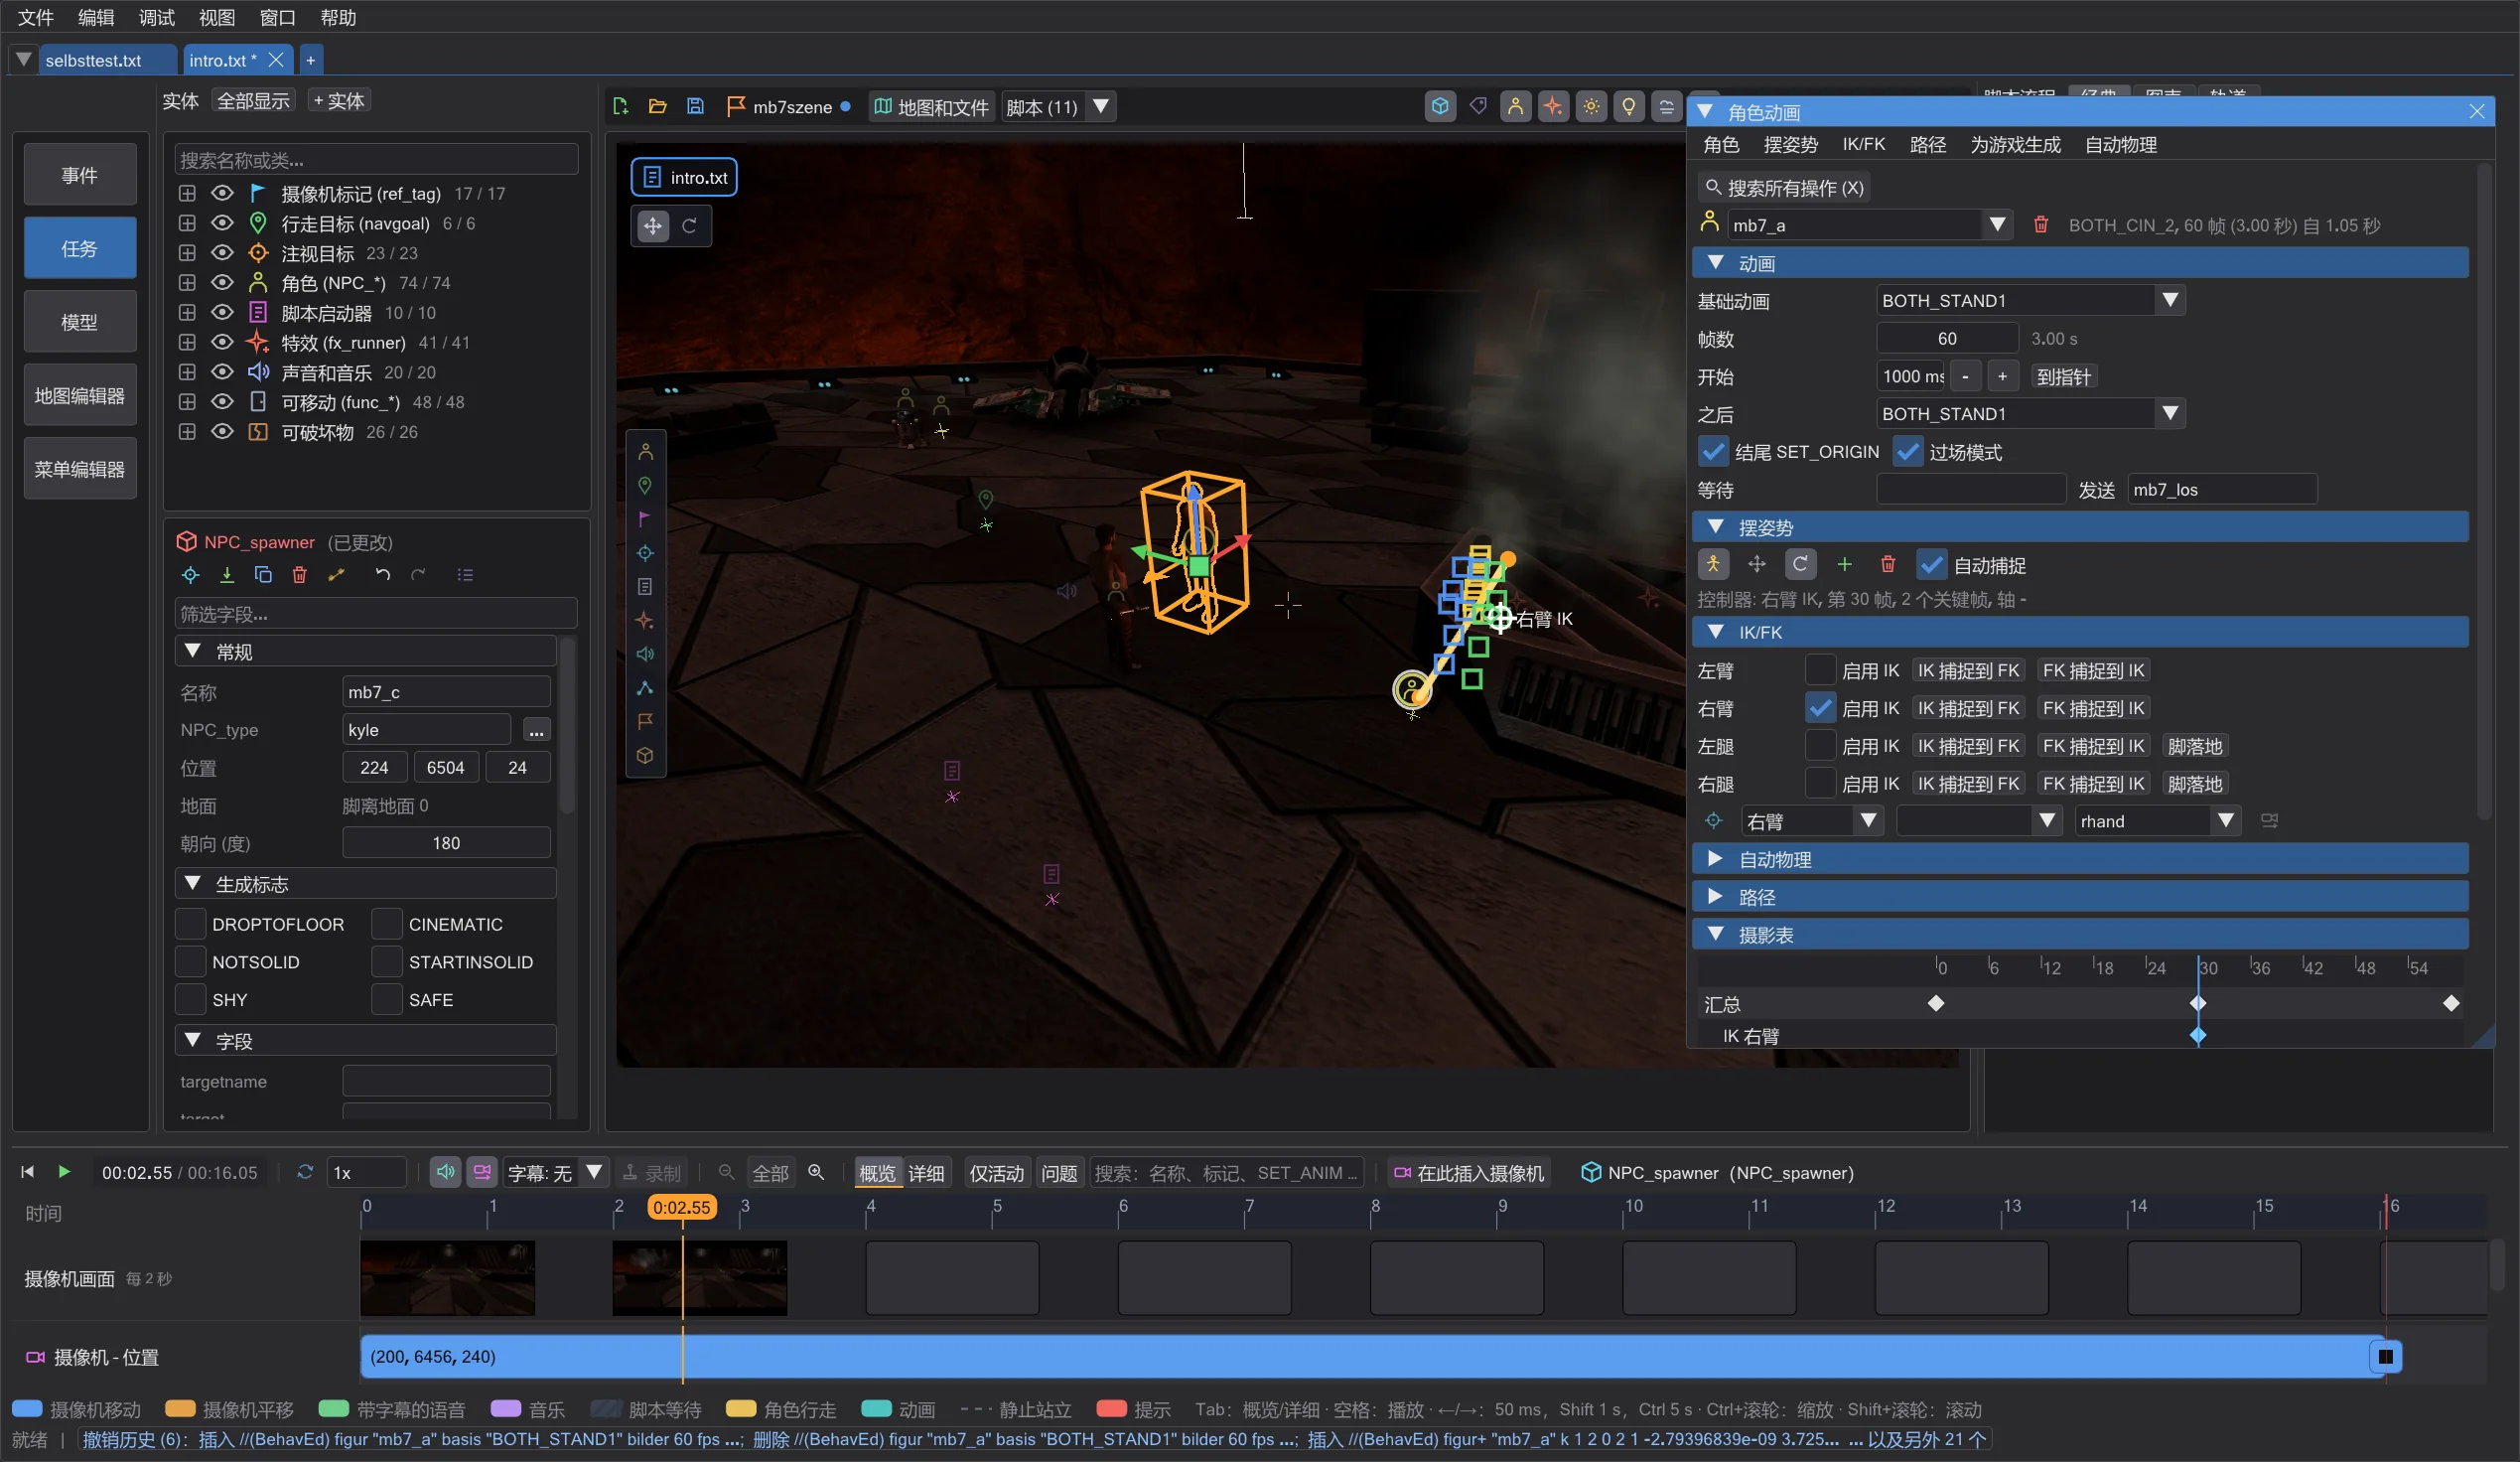 文件 编辑 调试 视图 窗口 帮助
selbsttest.txt intro.txt * +
实体 全部显示 + 实体
事件
任务
模型
地图编辑器
菜单编辑器
搜索名称或类...
摄像机标记 (ref_tag) 17 / 17
行走目标 (navgoal) 6 / 6
注视目标 23 / 23
角色 (NPC_*) 74 / 74
脚本启动器 10 / 10
特效 (fx_runner) 41 / 41
声音和音乐 20 / 20
可移动 (func_*) 48 / 48
可破坏物 26 / 26
NPC_spawner (已更改)
筛选字段...
常规
名称 mb7_c
NPC_type kyle ...
位置 224 6504 24
地面 脚离地面 0
朝向 (度) 180
生成标志
DROPTOFLOOR CINEMATIC
NOTSOLID STARTINSOLID
SHY SAFE
字段
targetname
mb7szene 地图和文件 脚本 (11)
intro.txt
右臂 IK
角色动画
角色 摆姿势 IK/FK 路径 为游戏生成 自动物理
搜索所有操作 (X)
mb7_a BOTH_CIN_2, 60 帧 (3.00 秒) 自 1.05 秒
动画
基础动画 BOTH_STAND1
帧数 60 3.00 s
开始 1000 ms - + 到指针
之后 BOTH_STAND1
结尾 SET_ORIGIN 过场模式
等待 发送 mb7_los
摆姿势
自动捕捉
控制器: 右臂 IK, 第 30 帧, 2 个关键帧, 轴 -
IK/FK
左臂 启用 IK IK 捕捉到 FK FK 捕捉到 IK
右臂 启用 IK IK 捕捉到 FK FK 捕捉到 IK
左腿 启用 IK IK 捕捉到 FK FK 捕捉到 IK 脚落地
右腿 启用 IK IK 捕捉到 FK FK 捕捉到 IK 脚落地
右臂 rhand
自动物理
路径
摄影表
0 6 12 18 24 30 36 42 48 54
汇总
IK 右臂
00:02.55 / 00:16.05 1x 字幕: 无 录制 全部 概览 详细 仅活动 问题 搜索: 名称、标记、SET_ANIM ... 在此插入摄像机 NPC_spawner (NPC_spawner)
时间 0 1 2 0:02.55 3 4 5 6 7 8 9 10 11 12 13 14 15 16
摄像机画面 每 2 秒
摄像机 - 位置 (200, 6456, 240)
摄像机移动 摄像机平移 带字幕的语音 音乐 脚本等待 角色行走 动画 静止站立 提示 Tab: 概览/详细 · 空格: 播放 · ←/→: 50 ms, Shift 1 s, Ctrl 5 s · Ctrl+滚轮: 缩放 · Shift+滚轮: 滚动
就绪 | 撤销历史 (6): 插入 //(BehavEd) figur "mb7_a" basis "BOTH_STAND1" bilder 60 fps ...; 删除 //(BehavEd) figur "mb7_a" basis "BOTH_STAND1" bilder 60 fps ...; 插入 //(BehavEd) figur+ "mb7_a" k 1 2 0 2 1 -2.79396839e-09 3.725... ... 以及另外 21 个